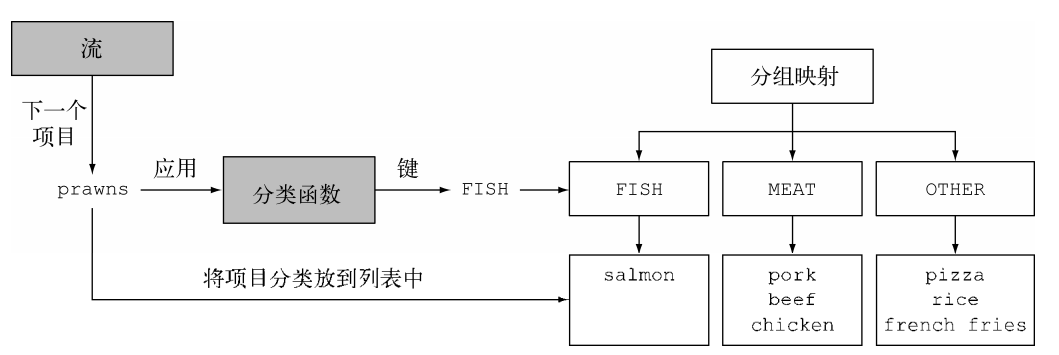 流
分组映射
下一个
项目
prawns
应用
分类函数
键
FISH
FISH
MEAT
OTHER
将项目分类放到列表中
salmon
pork
beef
chicken
pizza
rice
french fries